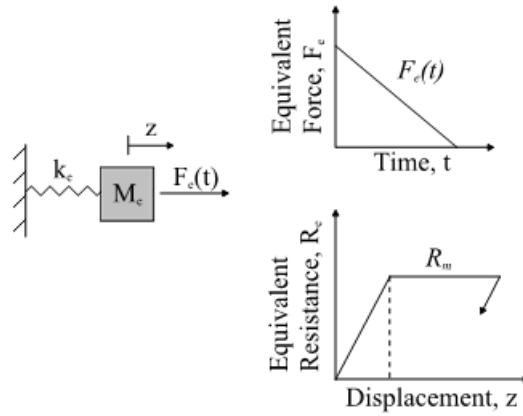 z
kₑ
Mₑ
Fₑ(t)
Equivalent
Force, Fₑ
Fₑ(t)
Time, t
Equivalent
Resistance, Rₑ
Rₘ
Displacement, z